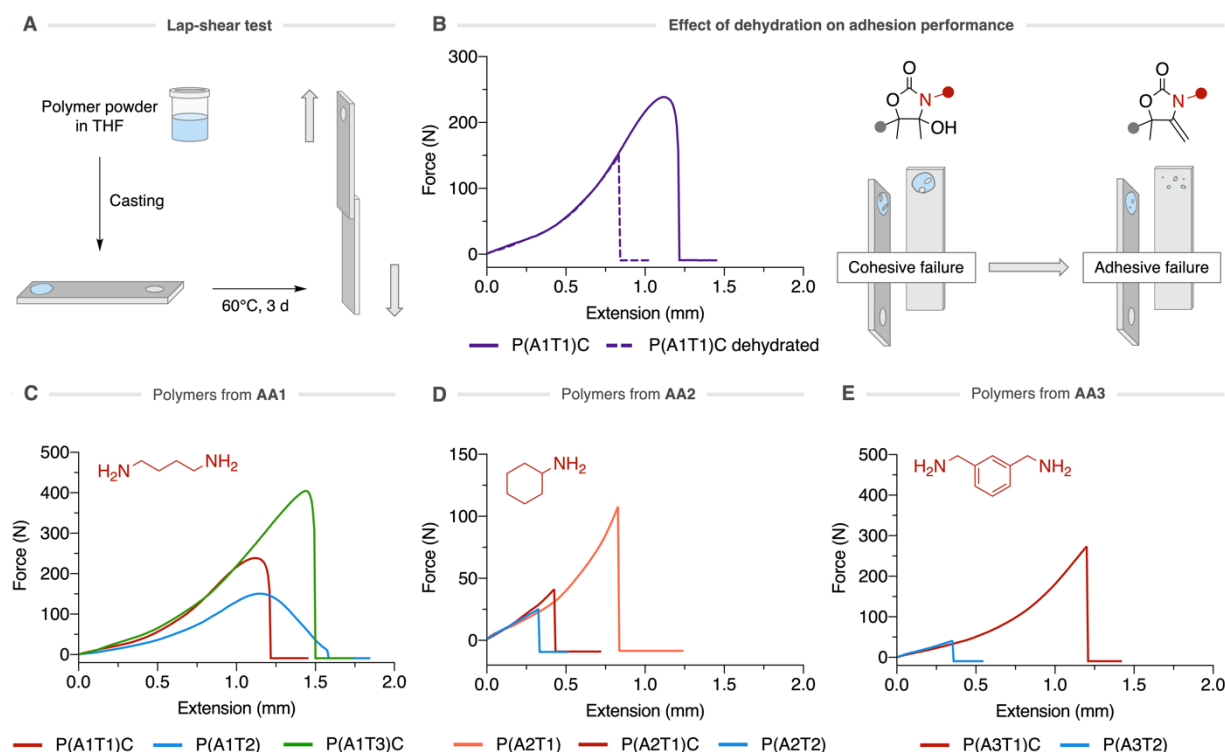 A Lap-shear test
Polymer powder
in THF
Casting
60°C, 3 d
B Effect of dehydration on adhesion performance
300
200
100
0
Force (N)
0.0 0.5 1.0 1.5 2.0
Extension (mm)
P(A1T1)C P(A1T1)C dehydrated
O
O N
OH
O
O N
Cohesive failure
Adhesive failure
C Polymers from AA1
500
400
300
200
100
0
Force (N)
H2N NH2
0.0 0.5 1.0 1.5 2.0
Extension (mm)
P(A1T1)C P(A1T2) P(A1T3)C
D Polymers from AA2
150
100
50
0
Force (N)
NH2
0.0 0.5 1.0 1.5 2.0
Extension (mm)
P(A2T1) P(A2T1)C P(A2T2)
E Polymers from AA3
500
400
300
200
100
0
Force (N)
H2N NH2
0.0 0.5 1.0 1.5 2.0
Extension (mm)
P(A3T1)C P(A3T2)